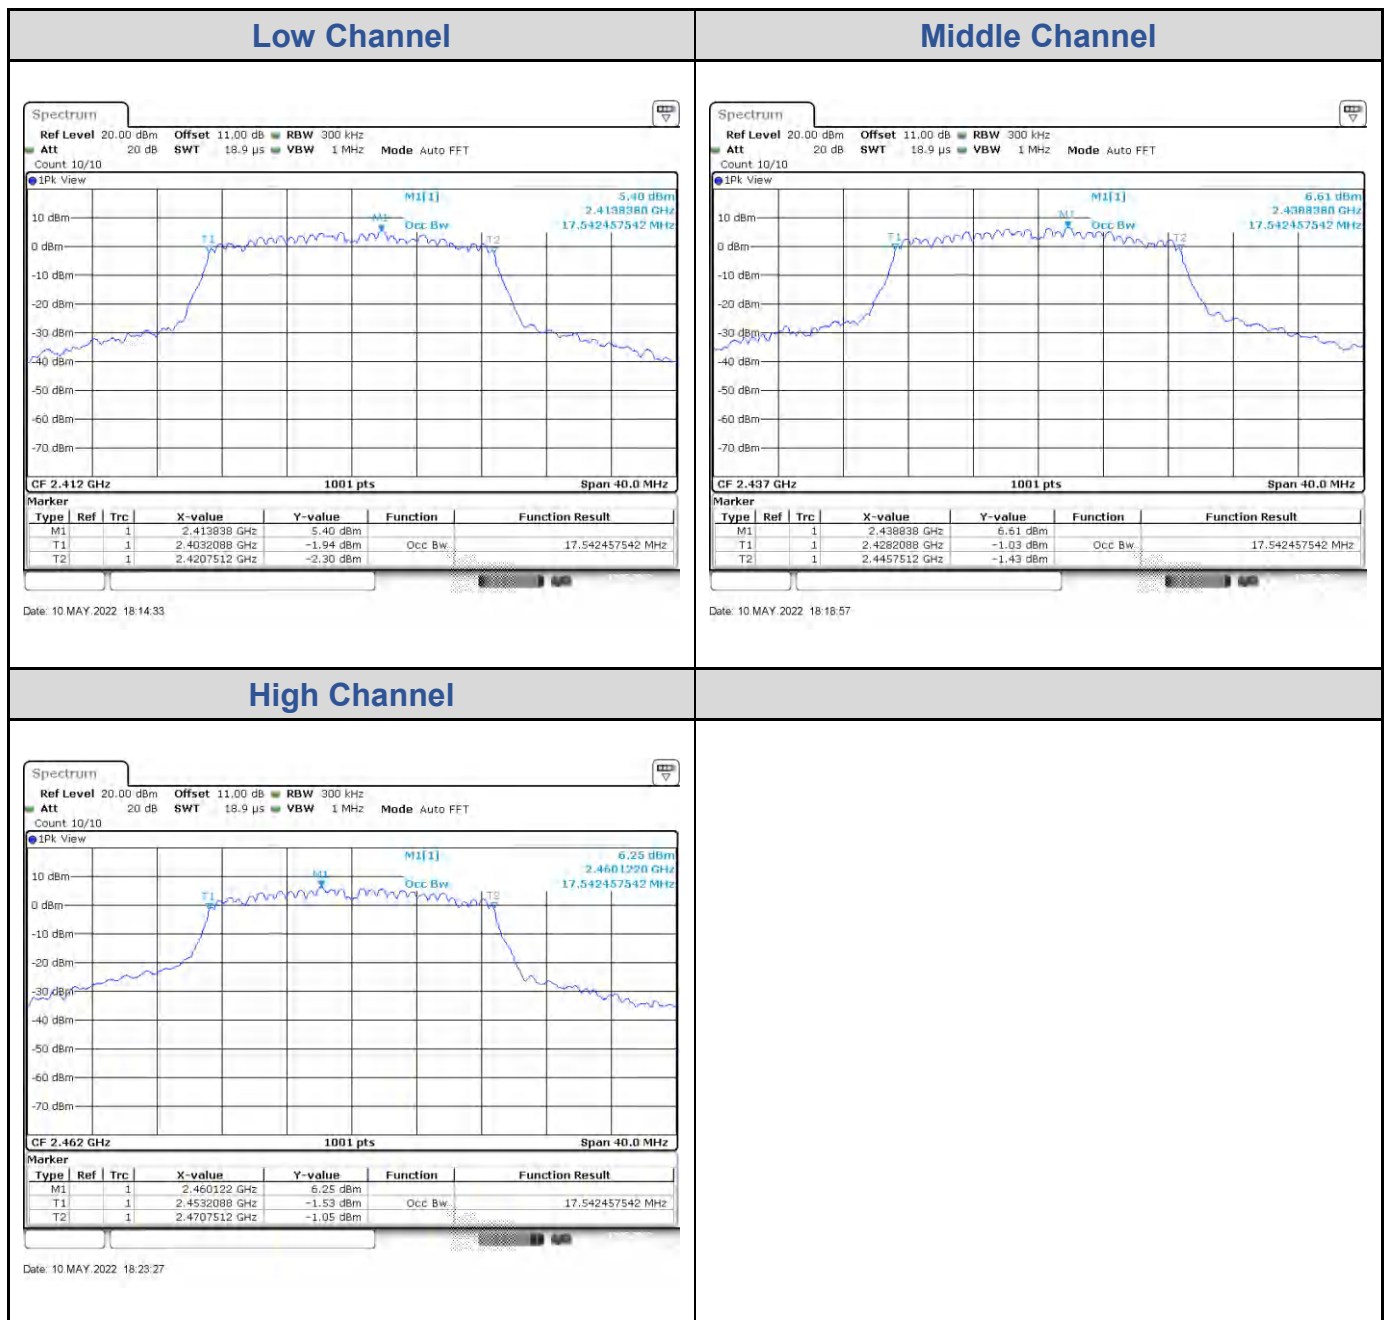 Low Channel
Spectrum
Ref Level 20.00 dBm Offset 11.00 dB RBW 300 kHz
Att 20 dB SWT 18.9 µs VBW 1 MHz Mode Auto FFT
Count 10/10
1Pk View
M1[1] 5.40 dBm
2.4138380 GHz
Occ Bw 17.542457542 MHz
M1
T1
T2
10 dBm
0 dBm
-10 dBm
-20 dBm
-30 dBm
-40 dBm
-50 dBm
-60 dBm
-70 dBm
CF 2.412 GHz 1001 pts Span 40.0 MHz
Marker
Type Ref Trc X-value Y-value Function Function Result
M1 1 2.413838 GHz 5.40 dBm
T1 1 2.4032088 GHz -1.94 dBm Occ Bw 17.542457542 MHz
T2 1 2.4207512 GHz -2.30 dBm
Date: 10 MAY.2022 18:14:33
Middle Channel
Spectrum
Ref Level 20.00 dBm Offset 11.00 dB RBW 300 kHz
Att 20 dB SWT 18.9 µs VBW 1 MHz Mode Auto FFT
Count 10/10
1Pk View
M1[1] 6.61 dBm
2.4388380 GHz
Occ Bw 17.542457542 MHz
M1
T1
T2
10 dBm
0 dBm
-10 dBm
-20 dBm
-30 dBm
-40 dBm
-50 dBm
-60 dBm
-70 dBm
CF 2.437 GHz 1001 pts Span 40.0 MHz
Marker
Type Ref Trc X-value Y-value Function Function Result
M1 1 2.438838 GHz 6.61 dBm
T1 1 2.4282088 GHz -1.03 dBm Occ Bw 17.542457542 MHz
T2 1 2.4457512 GHz -1.43 dBm
Date: 10 MAY.2022 18:18:57
High Channel
Spectrum
Ref Level 20.00 dBm Offset 11.00 dB RBW 300 kHz
Att 20 dB SWT 18.9 µs VBW 1 MHz Mode Auto FFT
Count 10/10
1Pk View
M1[1] 6.25 dBm
2.4601220 GHz
Occ Bw 17.542457542 MHz
M1
T1
T2
10 dBm
0 dBm
-10 dBm
-20 dBm
-30 dBm
-40 dBm
-50 dBm
-60 dBm
-70 dBm
CF 2.462 GHz 1001 pts Span 40.0 MHz
Marker
Type Ref Trc X-value Y-value Function Function Result
M1 1 2.460122 GHz 6.25 dBm
T1 1 2.4532088 GHz -1.53 dBm Occ Bw 17.542457542 MHz
T2 1 2.4707512 GHz -1.05 dBm
Date: 10 MAY.2022 18:23:27